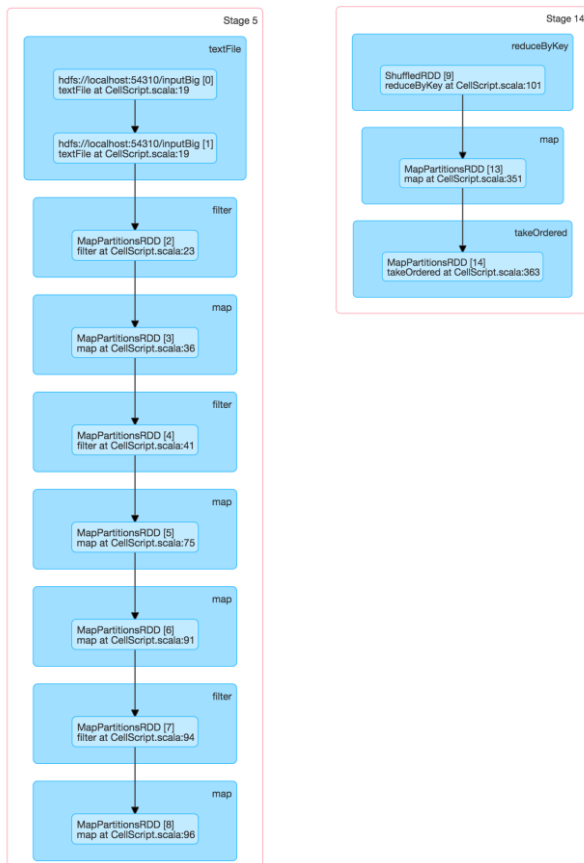 Stage 5
textFile
hdfs://localhost:54310/inputBig [0]
textFile at CellScript.scala:19
hdfs://localhost:54310/inputBig [1]
textFile at CellScript.scala:19
filter
MapPartitionsRDD [2]
filter at CellScript.scala:23
map
MapPartitionsRDD [3]
map at CellScript.scala:36
filter
MapPartitionsRDD [4]
filter at CellScript.scala:41
map
MapPartitionsRDD [5]
map at CellScript.scala:75
map
MapPartitionsRDD [6]
map at CellScript.scala:91
filter
MapPartitionsRDD [7]
filter at CellScript.scala:94
map
MapPartitionsRDD [8]
map at CellScript.scala:96
Stage 14
reduceByKey
ShuffledRDD [9]
reduceByKey at CellScript.scala:101
map
MapPartitionsRDD [13]
map at CellScript.scala:351
takeOrdered
MapPartitionsRDD [14]
takeOrdered at CellScript.scala:363